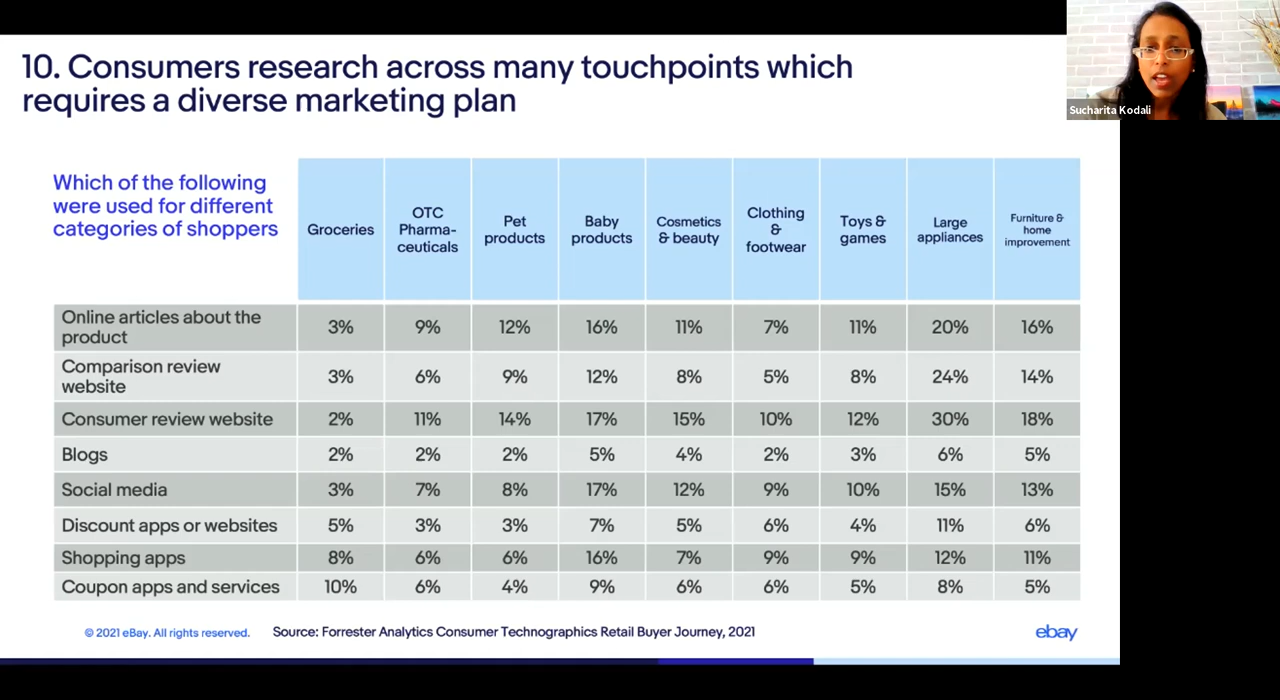 10. Consumers research across many touchpoints which
requires a diverse marketing plan
Sucharita Kodali
Which of the following
were used for different
categories of shoppers
Groceries
OTC
Pharma-
ceuticals
Pet
products
Baby
products
Cosmetics
& beauty
Clothing
&
footwear
Toys &
games
Large
appliances
Furniture &
home
improvement
Online articles about the
product
3% 9% 12% 16% 11% 7% 11% 20% 16%
Comparison review
website
3% 6% 9% 12% 8% 5% 8% 24% 14%
Consumer review website 2% 11% 14% 17% 15% 10% 12% 30% 18%
Blogs 2% 2% 2% 5% 4% 2% 3% 6% 5%
Social media 3% 7% 8% 17% 12% 9% 10% 15% 13%
Discount apps or websites 5% 3% 3% 7% 5% 6% 4% 11% 6%
Shopping apps 8% 6% 6% 16% 7% 9% 9% 12% 11%
Coupon apps and services 10% 6% 4% 9% 6% 6% 5% 8% 5%
© 2021 eBay. All rights reserved. Source: Forrester Analytics Consumer Technographics Retail Buyer Journey, 2021 ebay